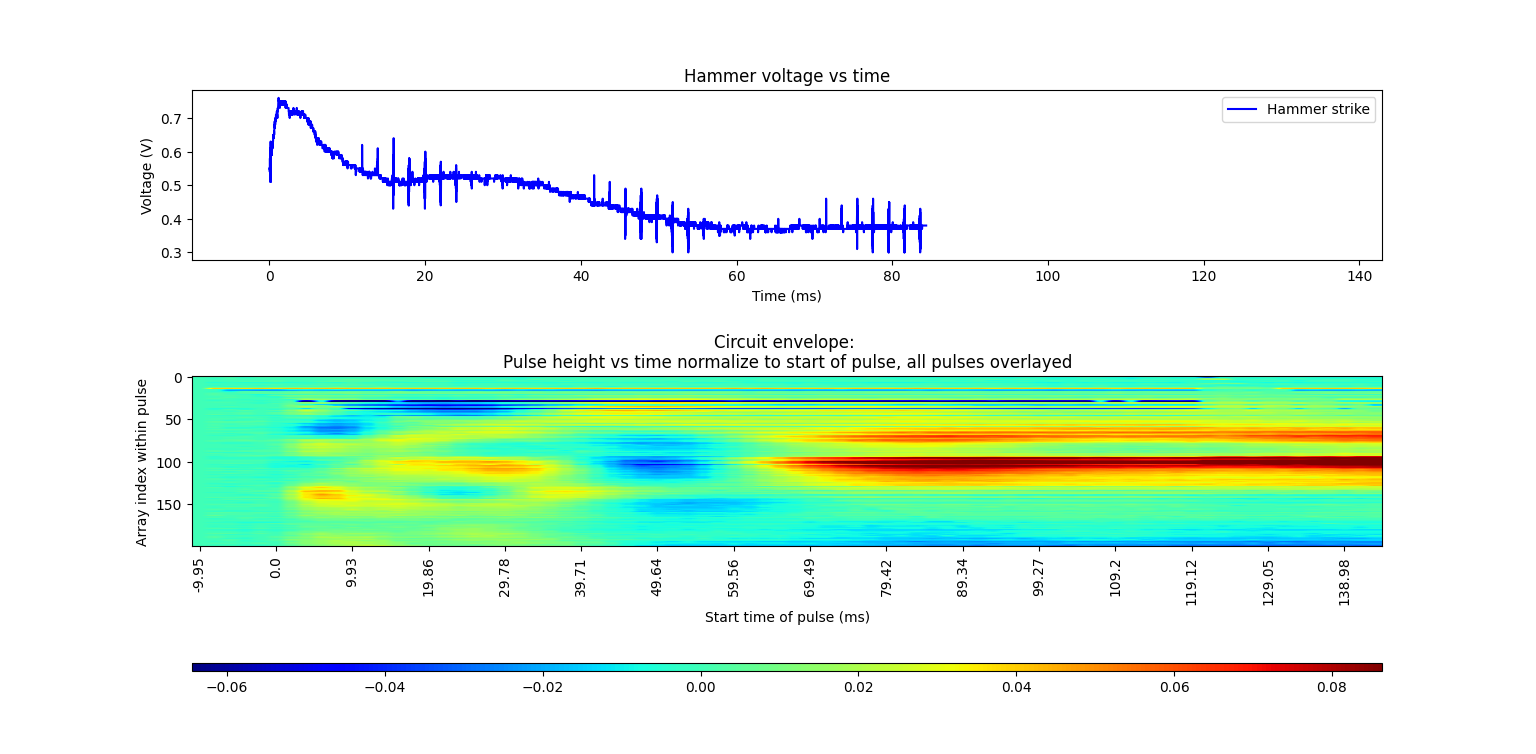 Hammer voltage vs time
Hammer strike
0.7
0.6
0.5
0.4
0.3
Voltage (V)
0 20 40 60 80 100 120 140
Time (ms)
Circuit envelope:
Pulse height vs time normalize to start of pulse, all pulses overlayed
0
50
100
150
Array index within pulse
-9.95 0.0 9.93 19.86 29.78 39.71 49.64 59.56 69.49 79.42 89.34 99.27 109.2 119.12 129.05 138.98
Start time of pulse (ms)
−0.06 −0.04 −0.02 0.00 0.02 0.04 0.06 0.08